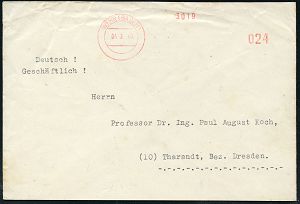 3019
024
Deutsch !
Geschäftlich !
Herrn
Professor Dr. Ing. Paul August Koch,
(10) Tharandt, Bez. Dresden.